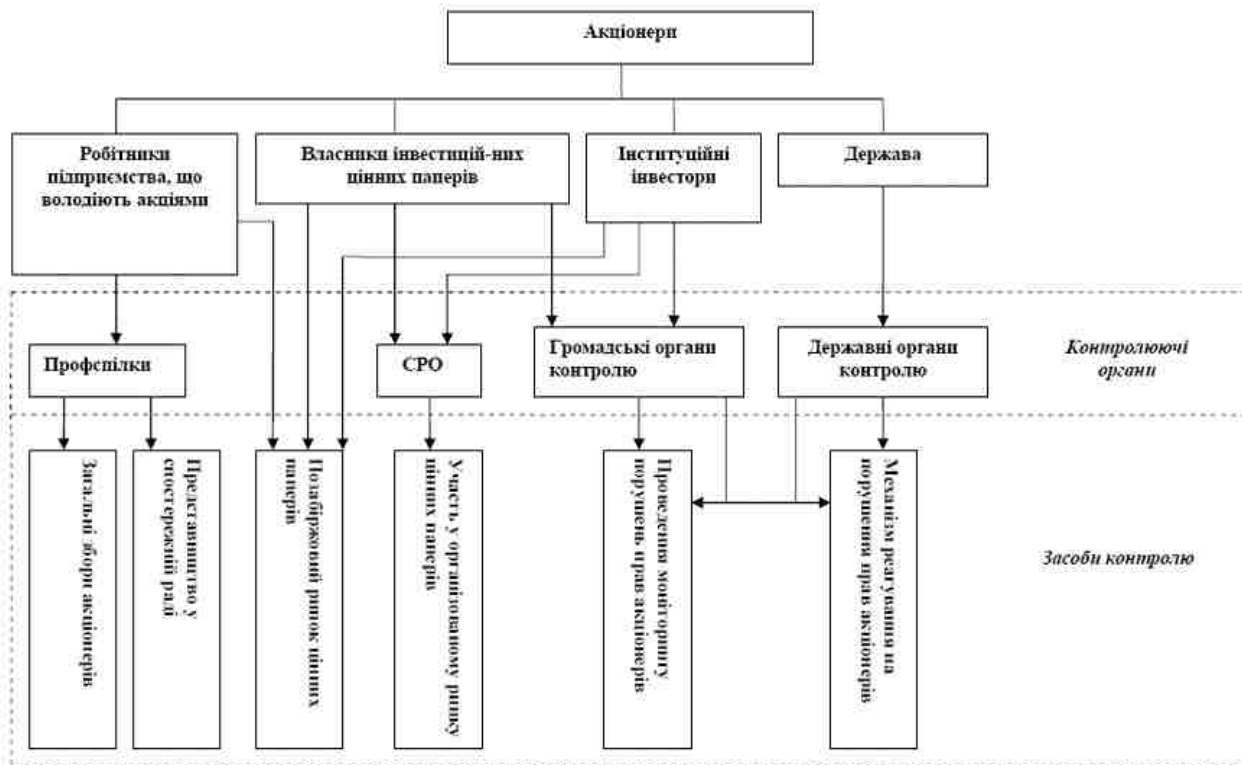 Акціонери
Робітники
підприємства, що
володіють акціями
Власники інвестицій-них
цінних паперів
Інституційні
інвестори
Держава
Профспілки
СРО
Громадські органи
контролю
Державні органи
контролю
Контролюючі
органи
Загальні збори акціонерів
Представництво у
спостережній раді
Позабіржовий ринок цінних
паперів
Участь у організованому ринку
цінних паперів
Проведення моніторингу
порушень прав акціонерів
Механізм реагування на
порушення прав акціонерів
Засоби контролю